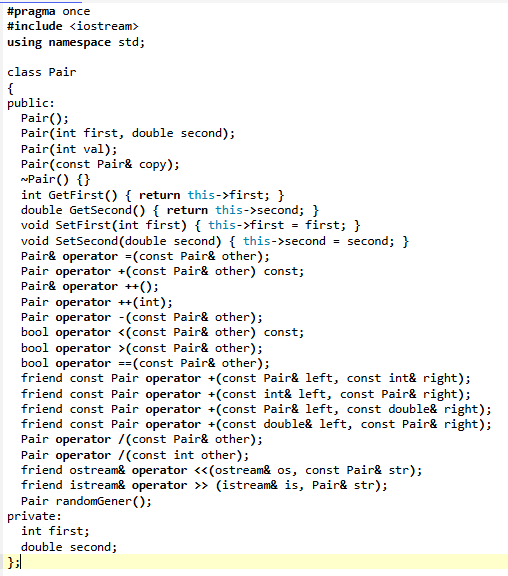 #pragma once
#include <iostream>
using namespace std;
class Pair
{
public:
Pair();
Pair(int first, double second);
Pair(int val);
Pair(const Pair& copy);
~Pair() {}
int GetFirst() { return this->first; }
double GetSecond() { return this->second; }
void SetFirst(int first) { this->first = first; }
void SetSecond(double second) { this->second = second; }
Pair& operator =(const Pair& other);
Pair operator +(const Pair& other) const;
Pair& operator ++();
Pair operator ++(int);
Pair operator -(const Pair& other);
bool operator <(const Pair& other) const;
bool operator >(const Pair& other);
bool operator ==(const Pair& other);
friend const Pair operator +(const Pair& left, const int& right);
friend const Pair operator +(const int& left, const Pair& right);
friend const Pair operator +(const Pair& left, const double& right);
friend const Pair operator +(const double& left, const Pair& right);
Pair operator /(const Pair& other);
Pair operator /(const int other);
friend ostream& operator <<(ostream& os, const Pair& str);
friend istream& operator >> (istream& is, Pair& str);
Pair randomGener();
private:
int first;
double second;
};